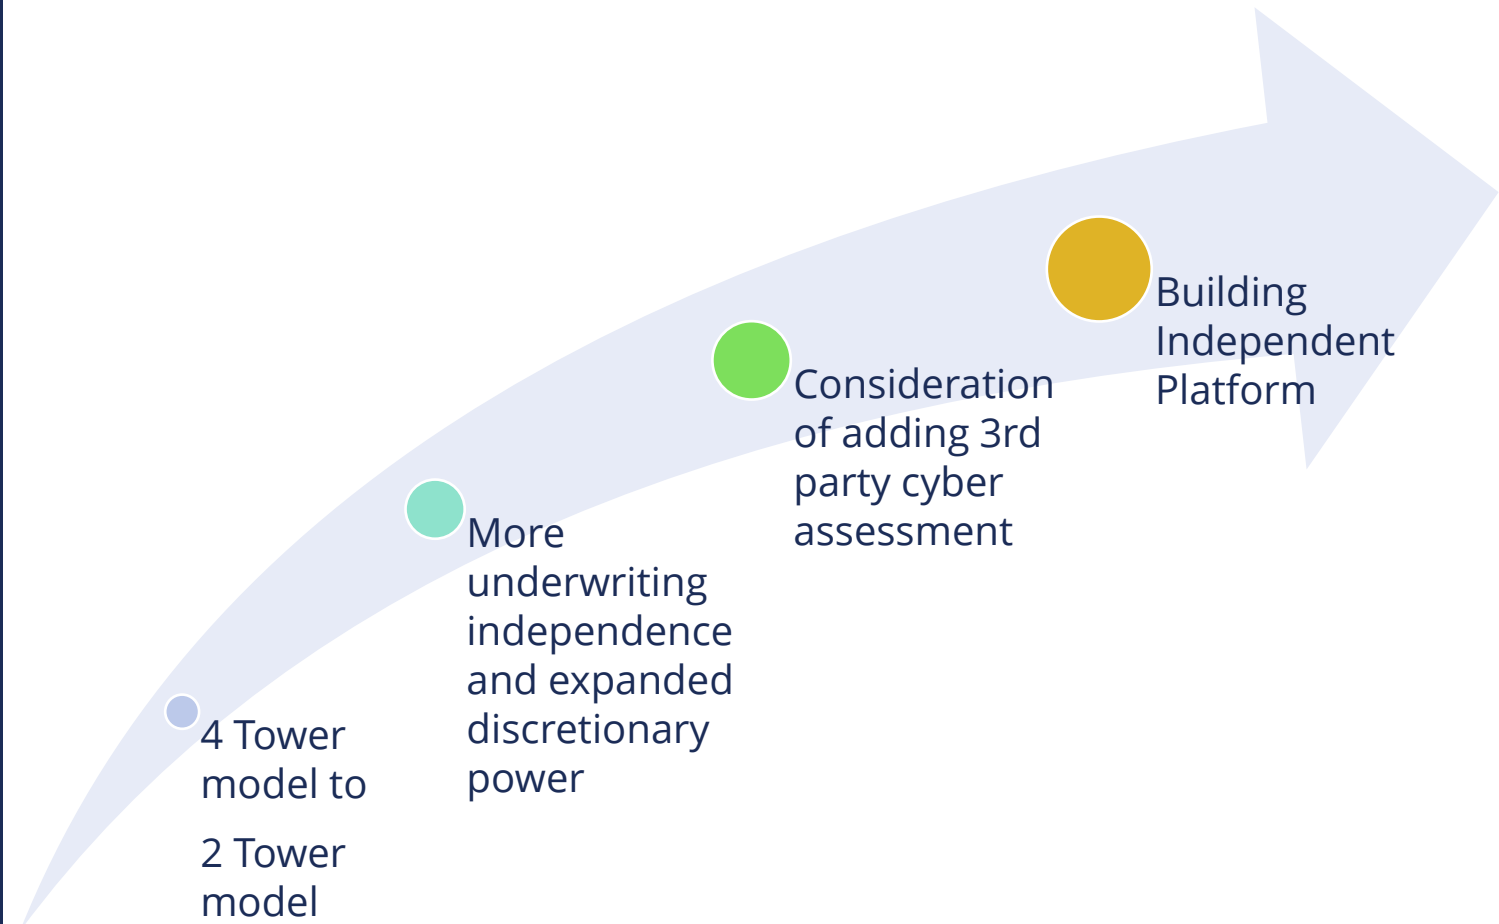 4 Tower
model to
2 Tower
model
More
underwriting
independence
and expanded
discretionary
power
Consideration
of adding 3rd
party cyber
assessment
Building
Independent
Platform